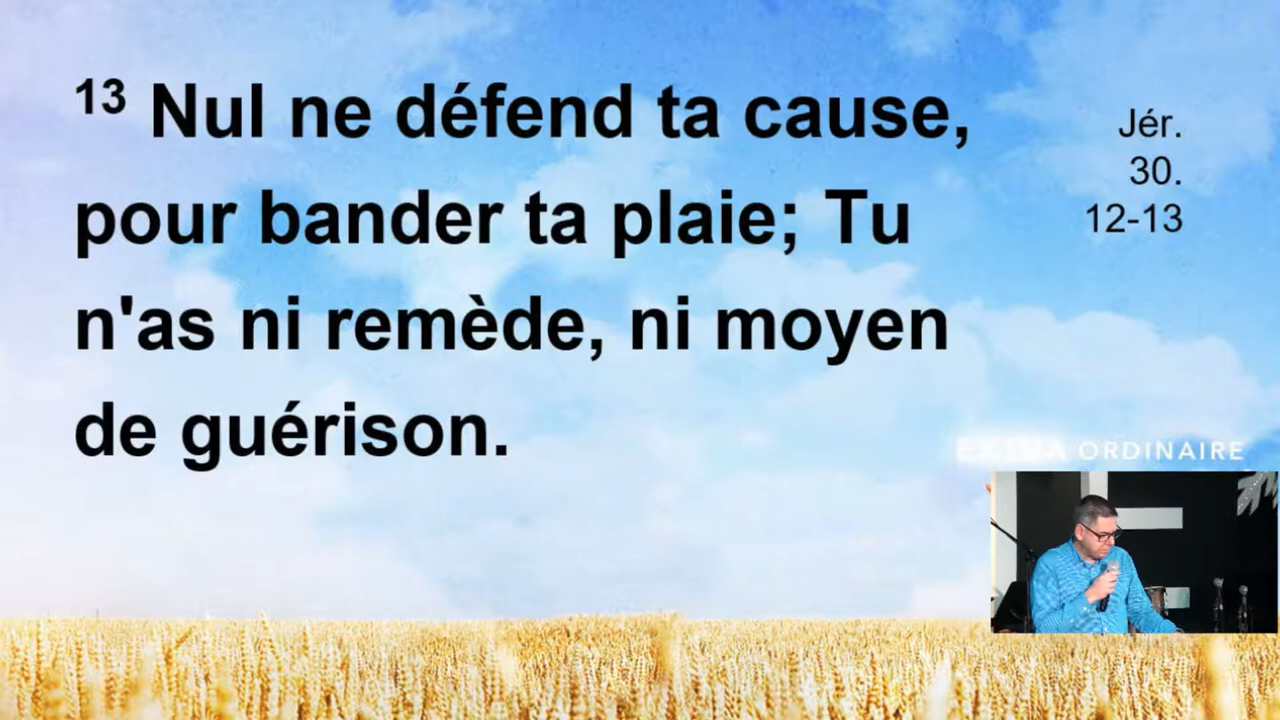 13 Nul ne défend ta cause,
pour bander ta plaie; Tu
n'as ni remède, ni moyen
de guérison.
Jér.
30.
12-13
ORDINAIRE